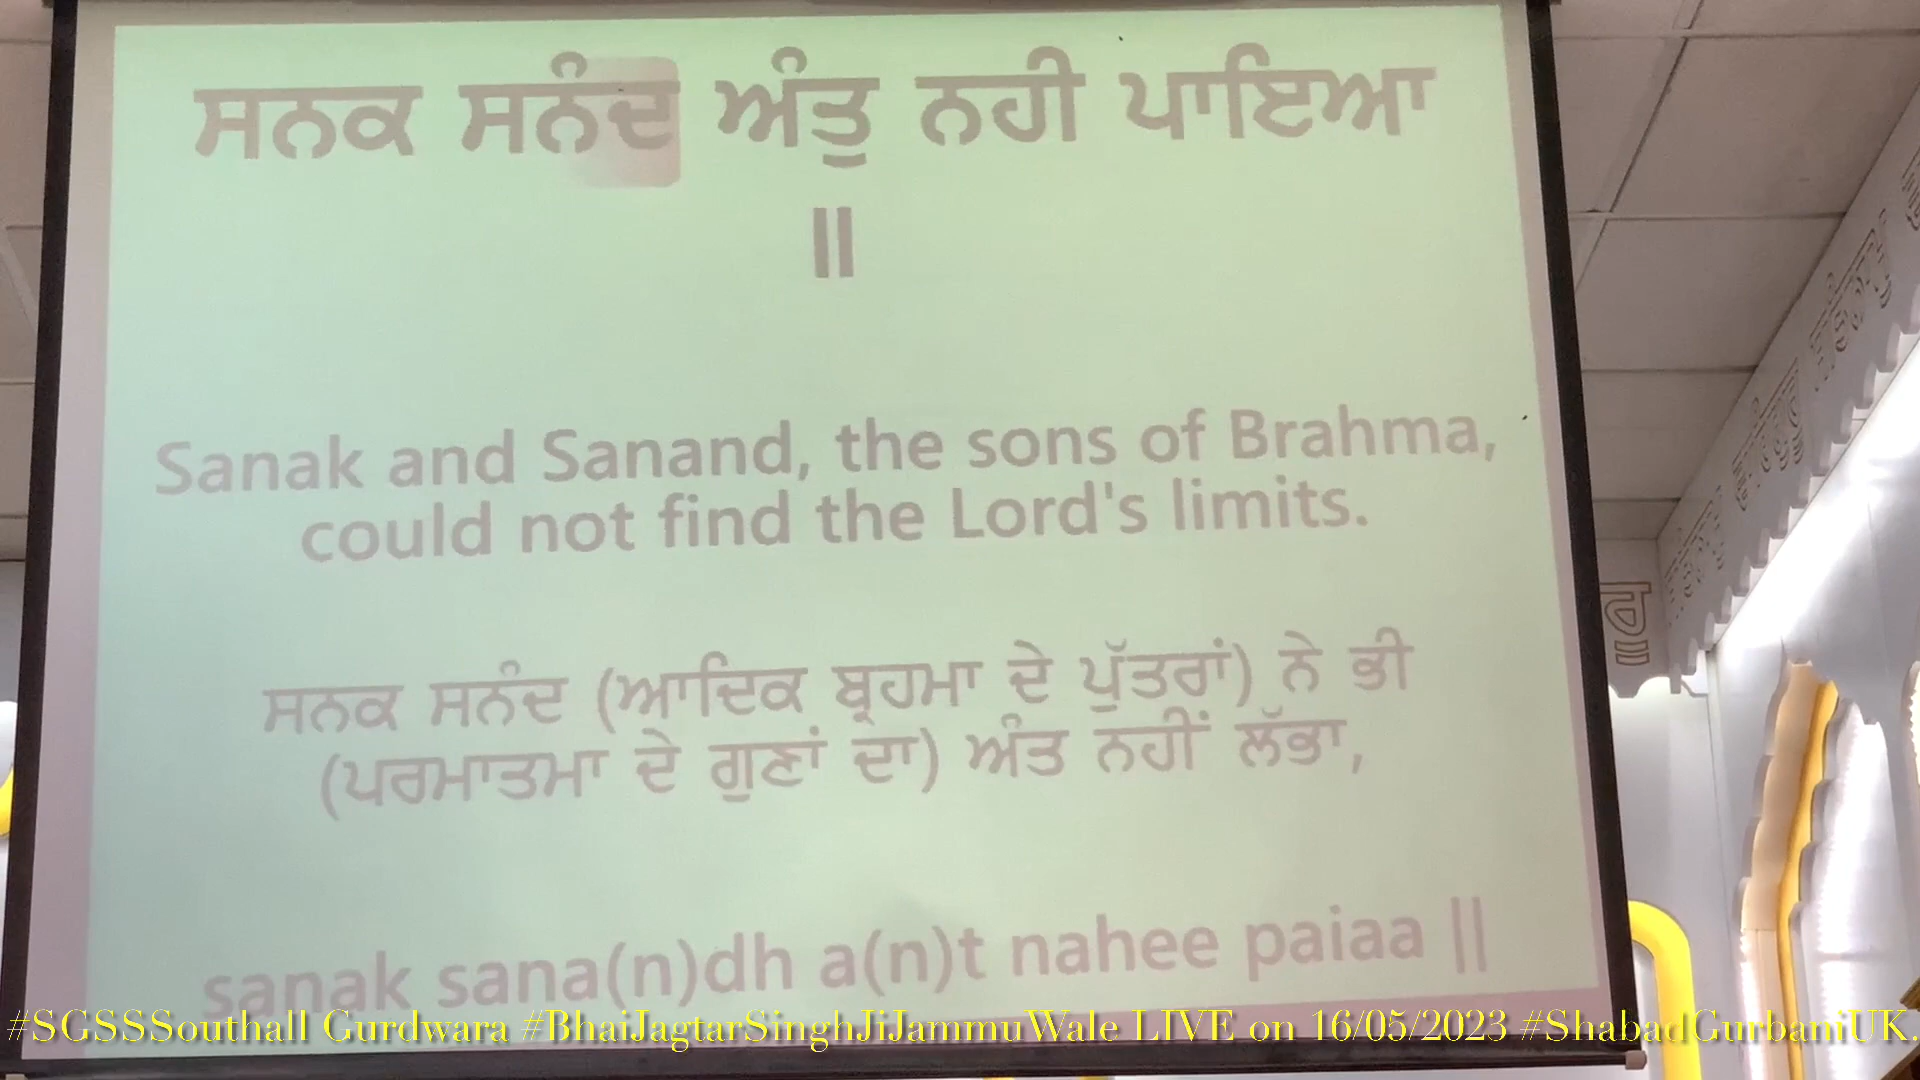 ਸਨਕ ਸਨੰਦ ਅੰਤੁ ਨਹੀ ਪਾਇਆ
॥
Sanak and Sanand, the sons of Brahma,
could not find the Lord's limits.
ਸਨਕ ਸਨੰਦ (ਆਦਿਕ ਬ੍ਰਹਮਾ ਦੇ ਪੁੱਤਰਾਂ) ਨੇ ਭੀ
(ਪਰਮਾਤਮਾ ਦੇ ਗੁਣਾਂ ਦਾ) ਅੰਤ ਨਹੀਂ ਲੱਭਾ,
sanak sana(n)dh a(n)t nahee paiaa ||
#SGSSSouthall Gurdwara #BhaiJagtarSinghJiJammuWale LIVE on 16/05/2023 #ShabadGurbaniUK.